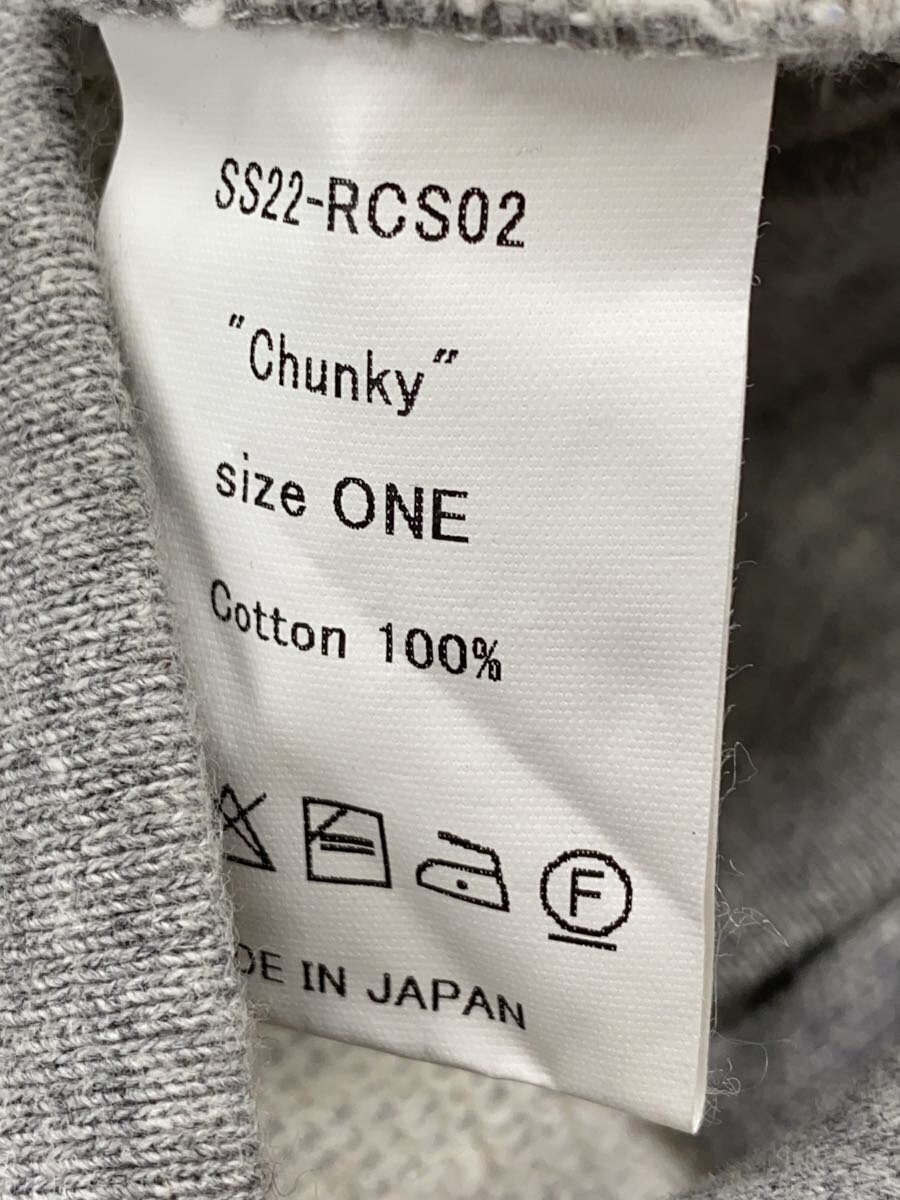 SS22-RCS02
"Chunky"
size ONE
Cotton 100%
F
DE IN JAPAN